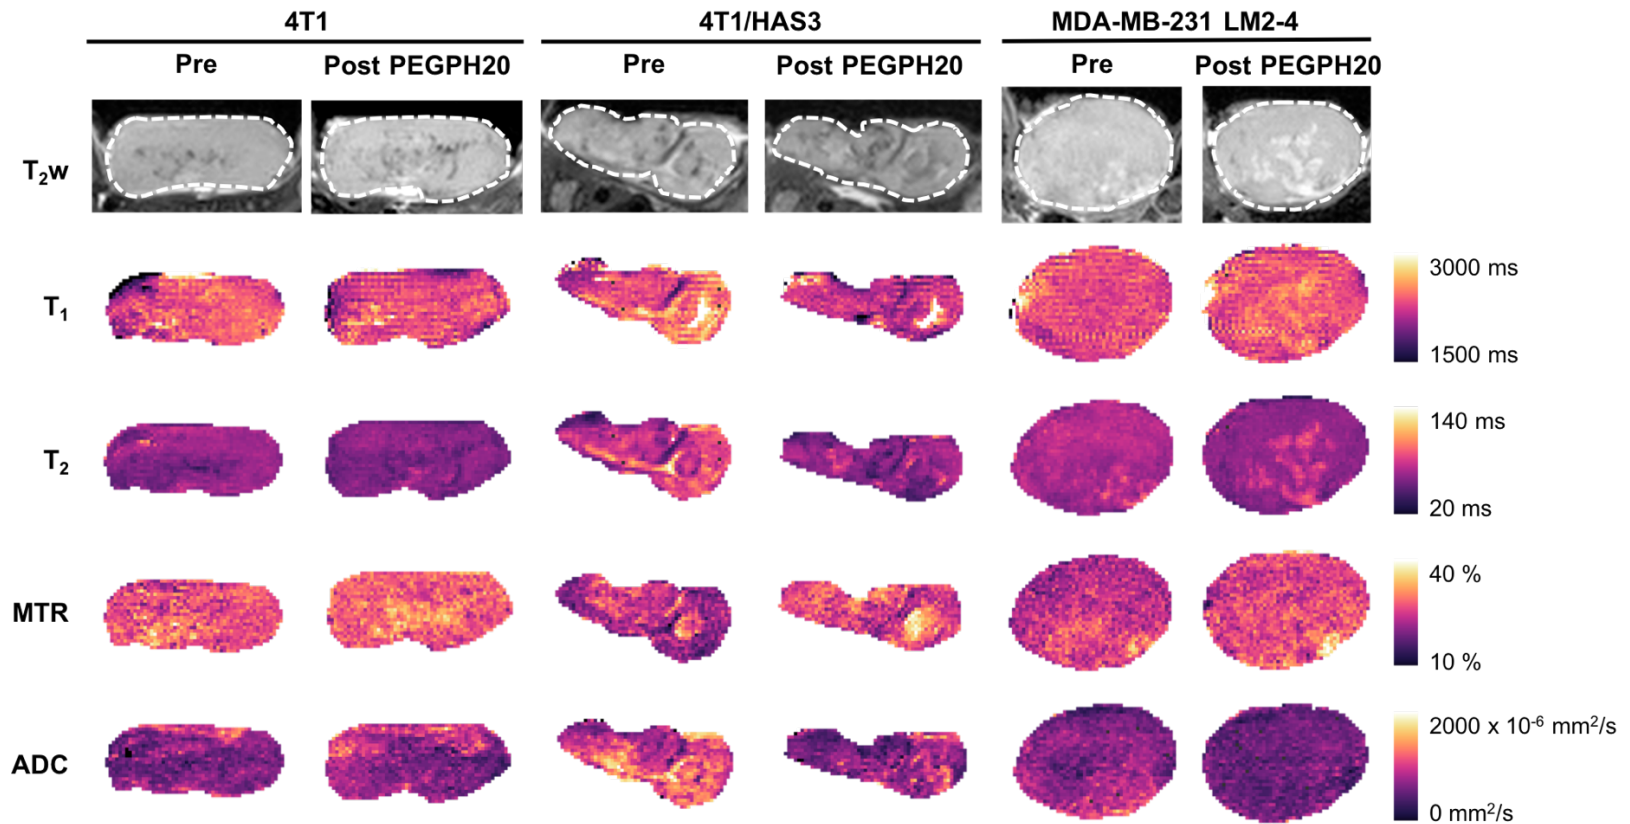 4T1 4T1/HAS3 MDA-MB-231 LM2-4
Pre Post PEGPH20 Pre Post PEGPH20 Pre Post PEGPH20
T₂w
T₁ 3000 ms
1500 ms
T₂ 140 ms
20 ms
MTR 40 %
10 %
ADC 2000 x 10⁻⁶ mm²/s
0 mm²/s